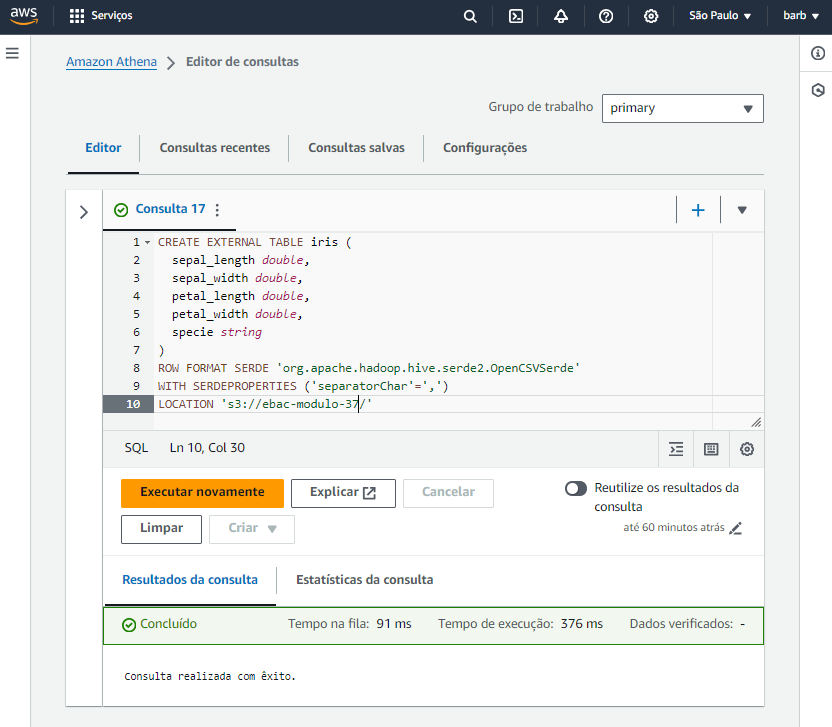 aws Serviços São Paulo barb
Amazon Athena Editor de consultas
Grupo de trabalho primary
Editor Consultas recentes Consultas salvas Configurações
Consulta 17
1 CREATE EXTERNAL TABLE iris (
2 sepal_length double,
3 sepal_width double,
4 petal_length double,
5 petal_width double,
6 specie string
7 )
8 ROW FORMAT SERDE 'org.apache.hadoop.hive.serde2.OpenCSVSerde'
9 WITH SERDEPROPERTIES ('separatorChar'=',')
10 LOCATION 's3://ebac-modulo-37/'
SQL Ln 10, Col 30
Executar novamente Explicar Cancelar
Limpar Criar
Reutilize os resultados da
consulta
até 60 minutos atrás
Resultados da consulta Estatísticas da consulta
Concluído Tempo na fila: 91 ms Tempo de execução: 376 ms Dados verificados: -
Consulta realizada com êxito.